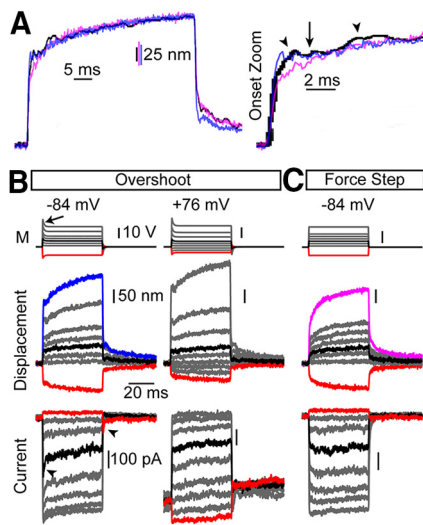 A
5 ms
25 nm
Onset Zoom
2 ms
B
Overshoot
C
Force Step
-84 mV
+76 mV
-84 mV
M
10 V
Displacement
50 nm
20 ms
Current
100 pA